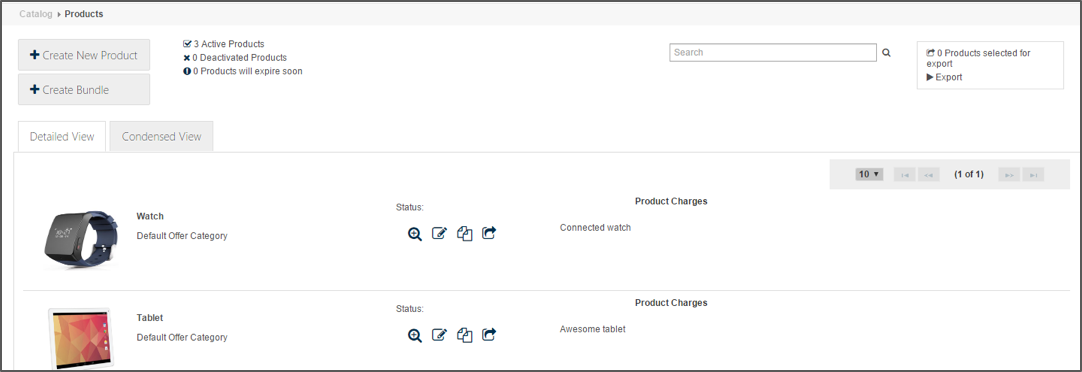 Catalog Products
Create New Product
Create Bundle
3 Active Products
0 Deactivated Products
0 Products will expire soon
Search
0 Products selected for
export
Export
Detailed View
Condensed View
10
(1 of 1)
Watch
Default Offer Category
Status:
Product Charges
Connected watch
Tablet
Default Offer Category
Status:
Product Charges
Awesome tablet